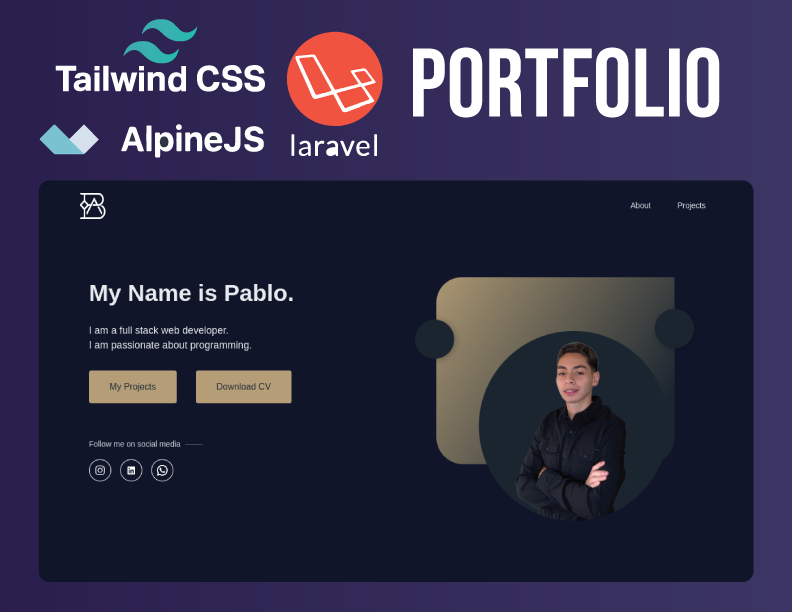 Tailwind CSS
AlpineJS
laravel
PORTFOLIO
About
Projects
My Name is Pablo.
I am a full stack web developer.
I am passionate about programming.
My Projects
Download CV
Follow me on social media